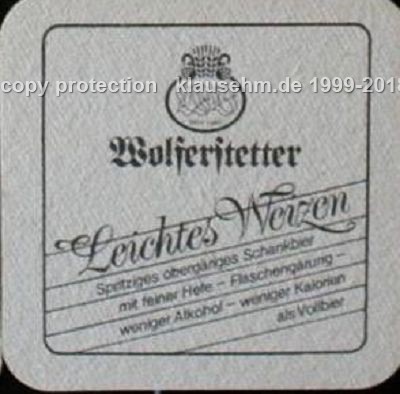 copy protection klausehm.de 1999-2018
Wolferstetter
Leichtes Weizen
Spritziges obergäriges Schankbier
mit feiner Hefe – Flaschengärung –
weniger Alkohol – weniger Kalorien
als Vollbier